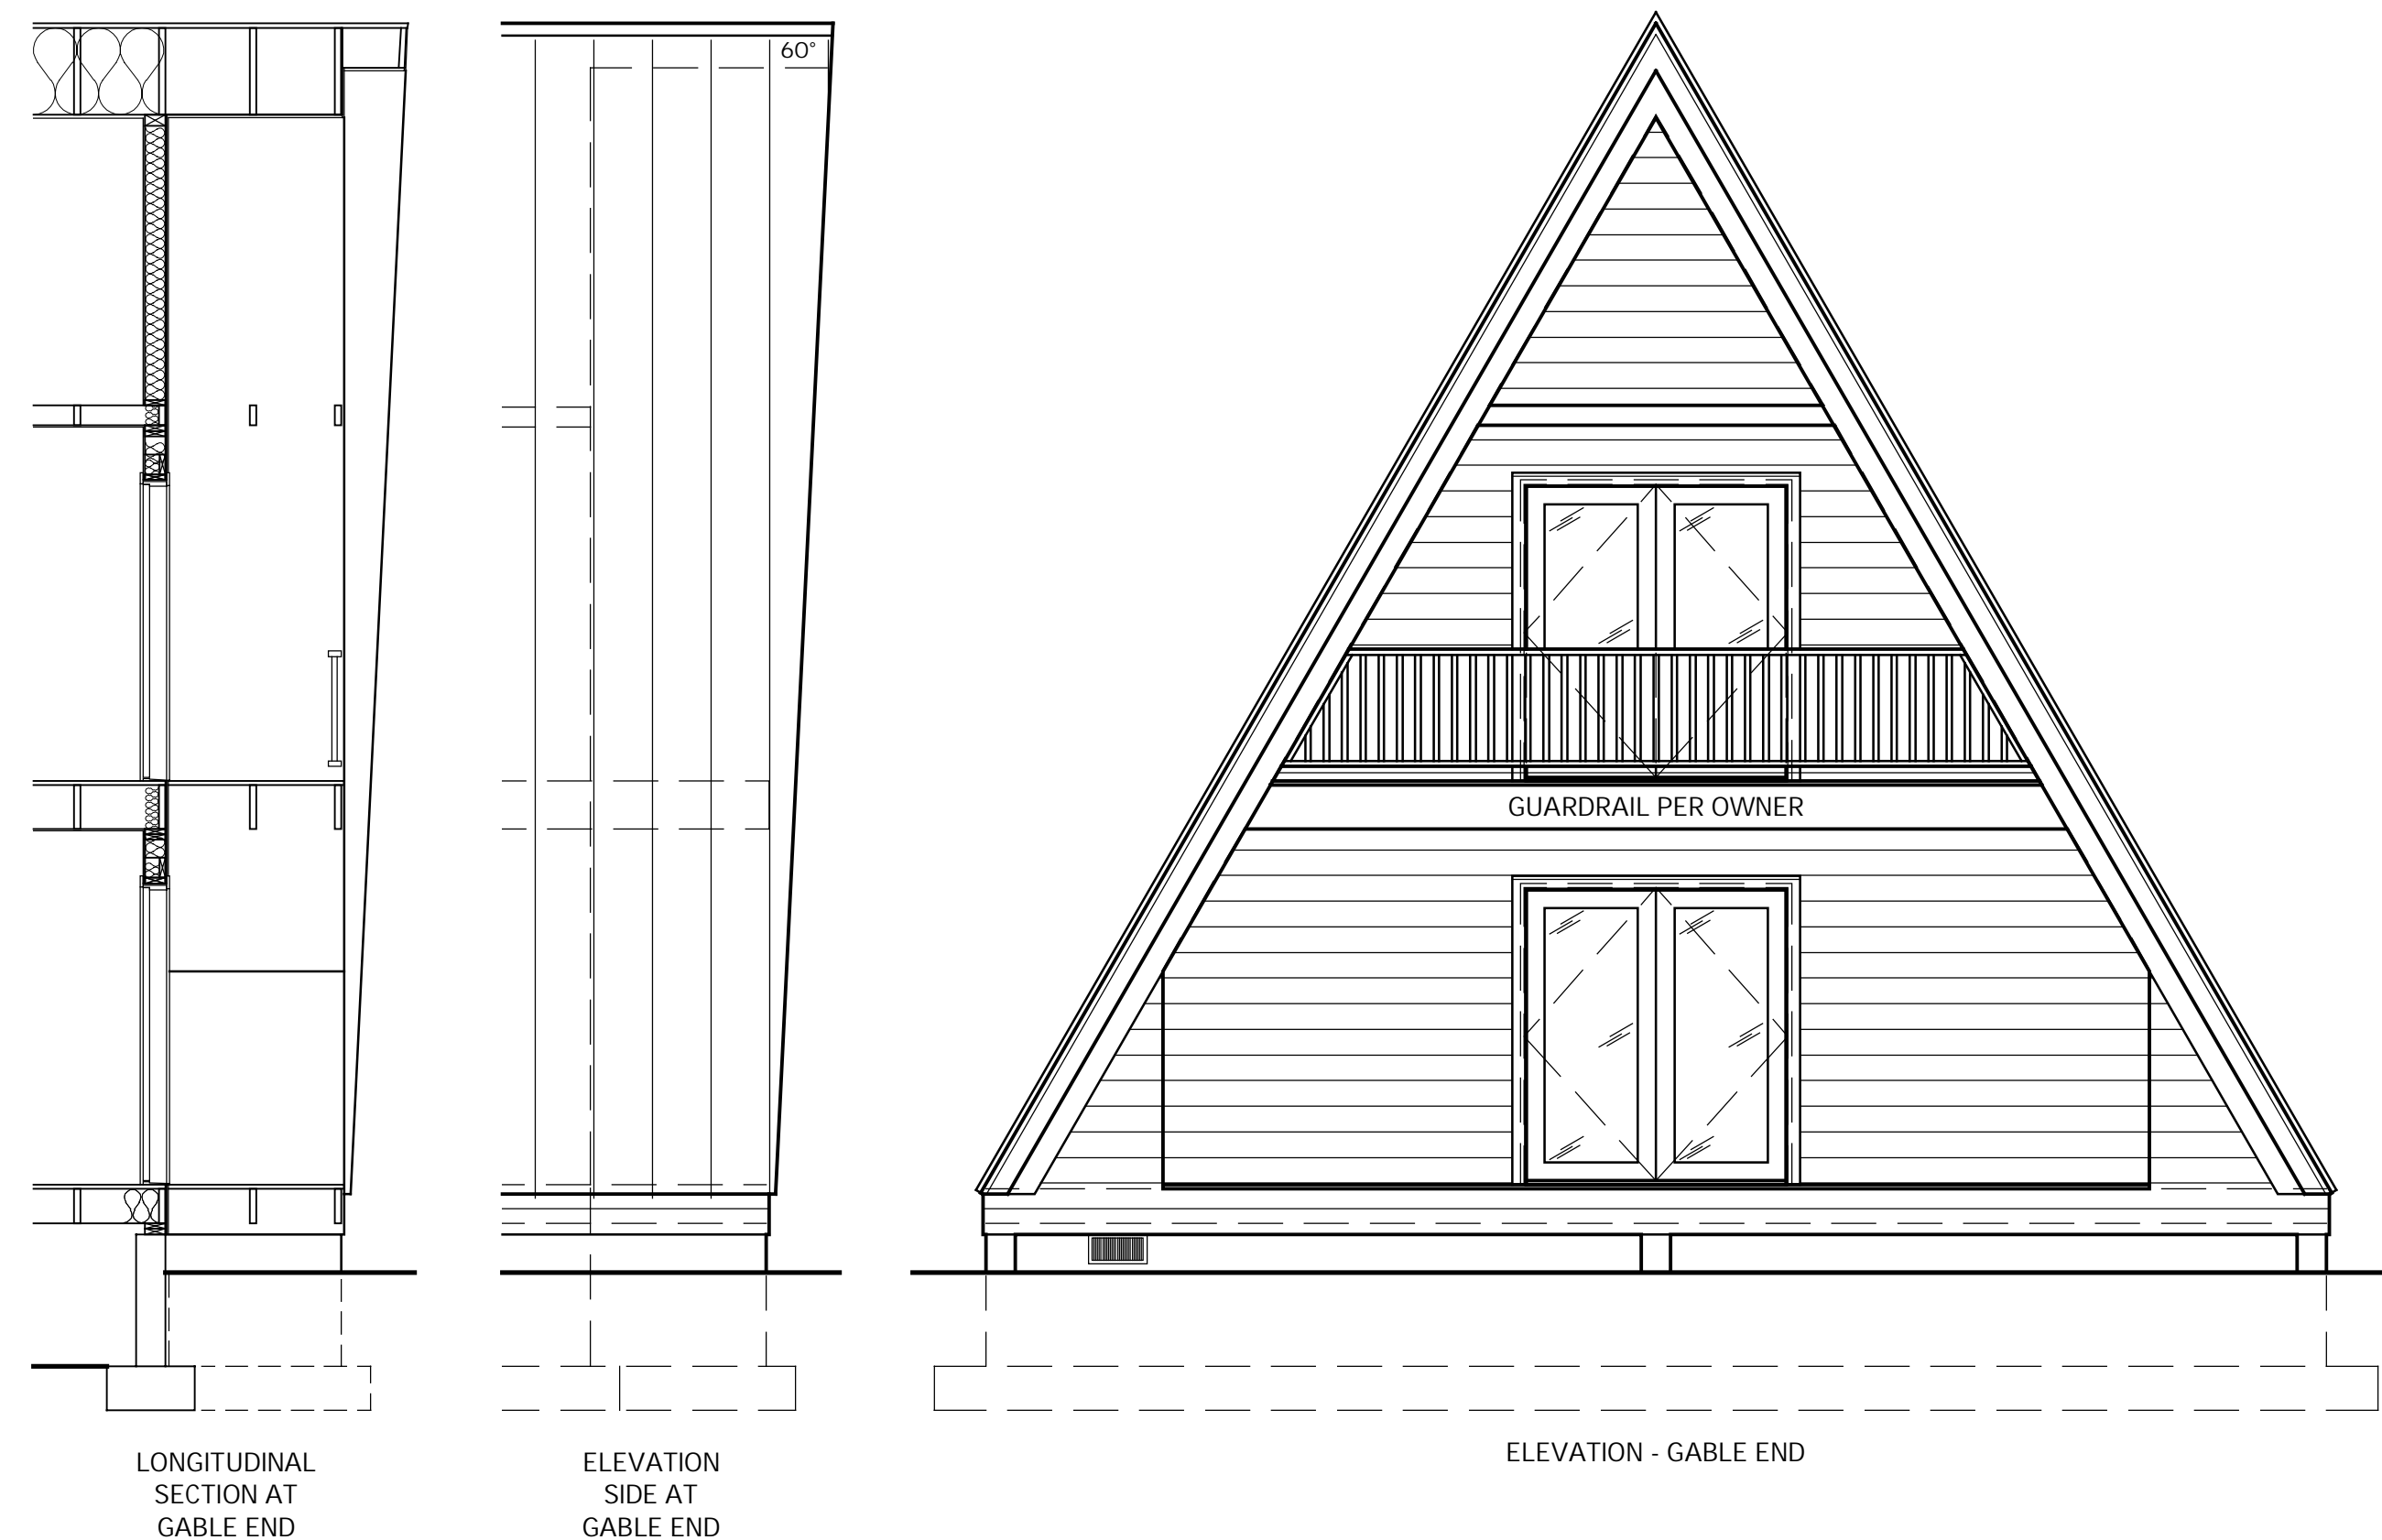 60°
GUARDRAIL PER OWNER
LONGITUDINAL
SECTION AT
GABLE END
ELEVATION
SIDE AT
GABLE END
ELEVATION - GABLE END